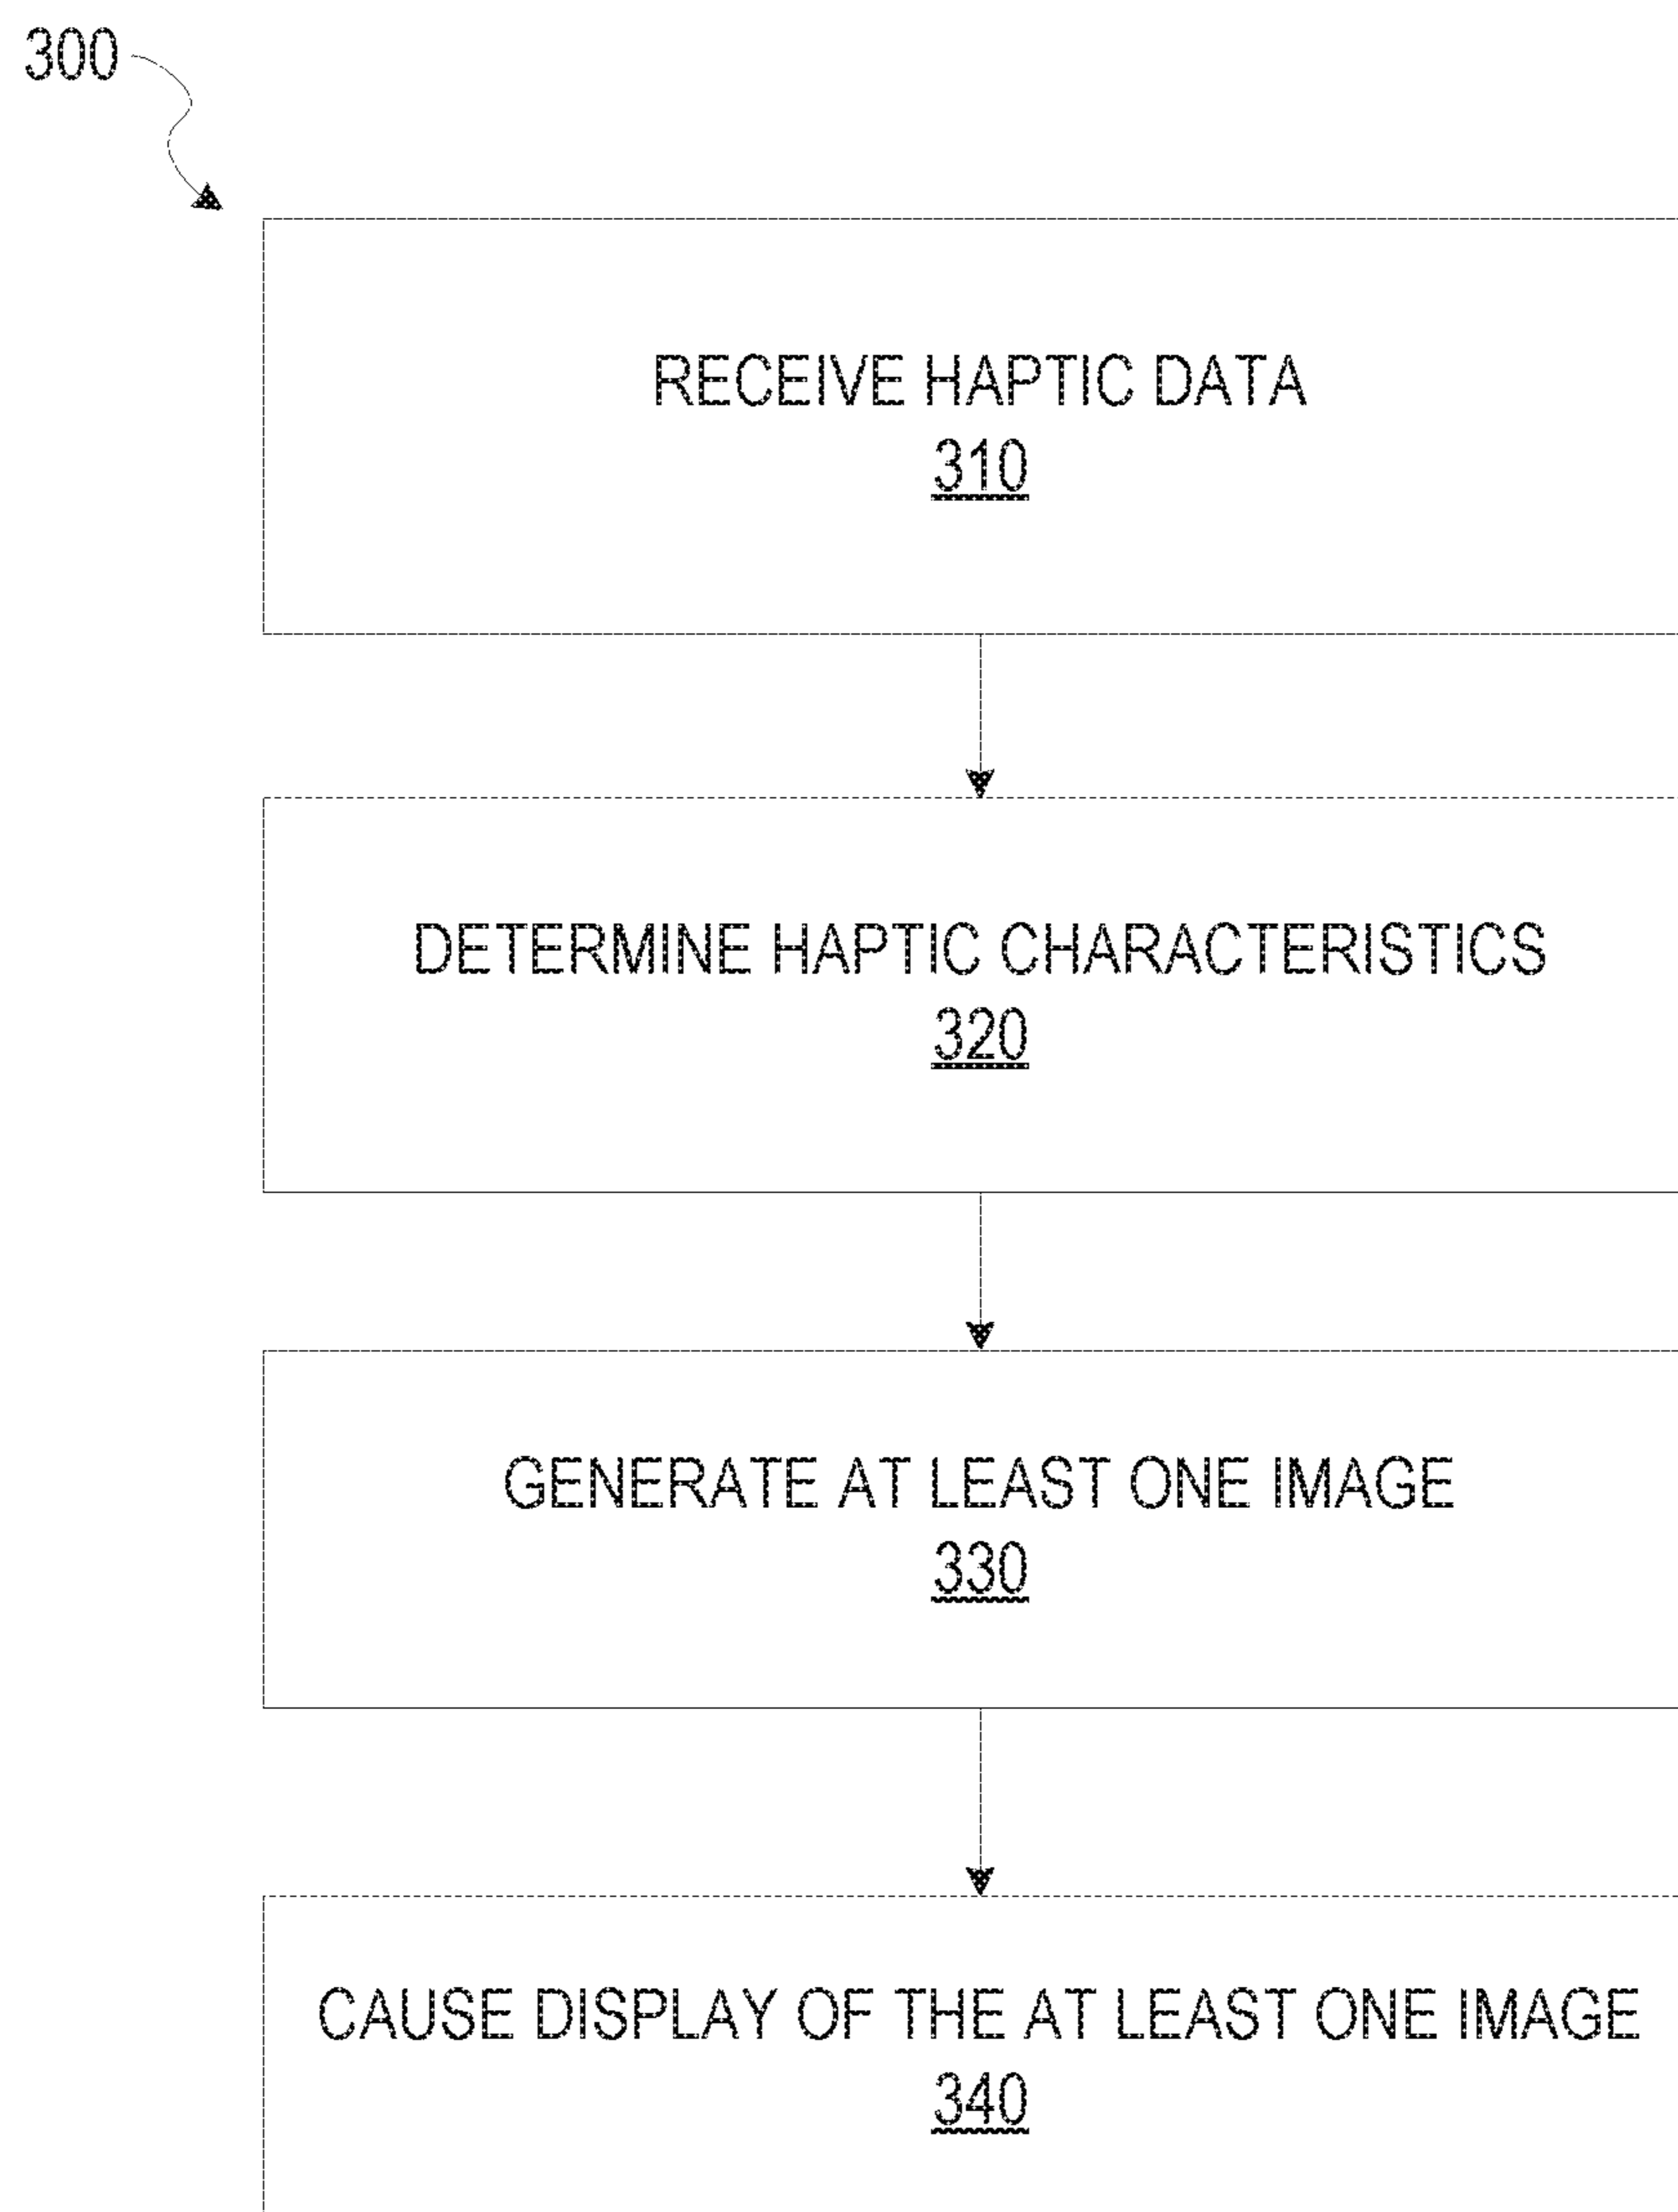 300
RECEIVE HAPTIC DATA
310
DETERMINE HAPTIC CHARACTERISTICS
320
GENERATE AT LEAST ONE IMAGE
330
CAUSE DISPLAY OF THE AT LEAST ONE IMAGE
340